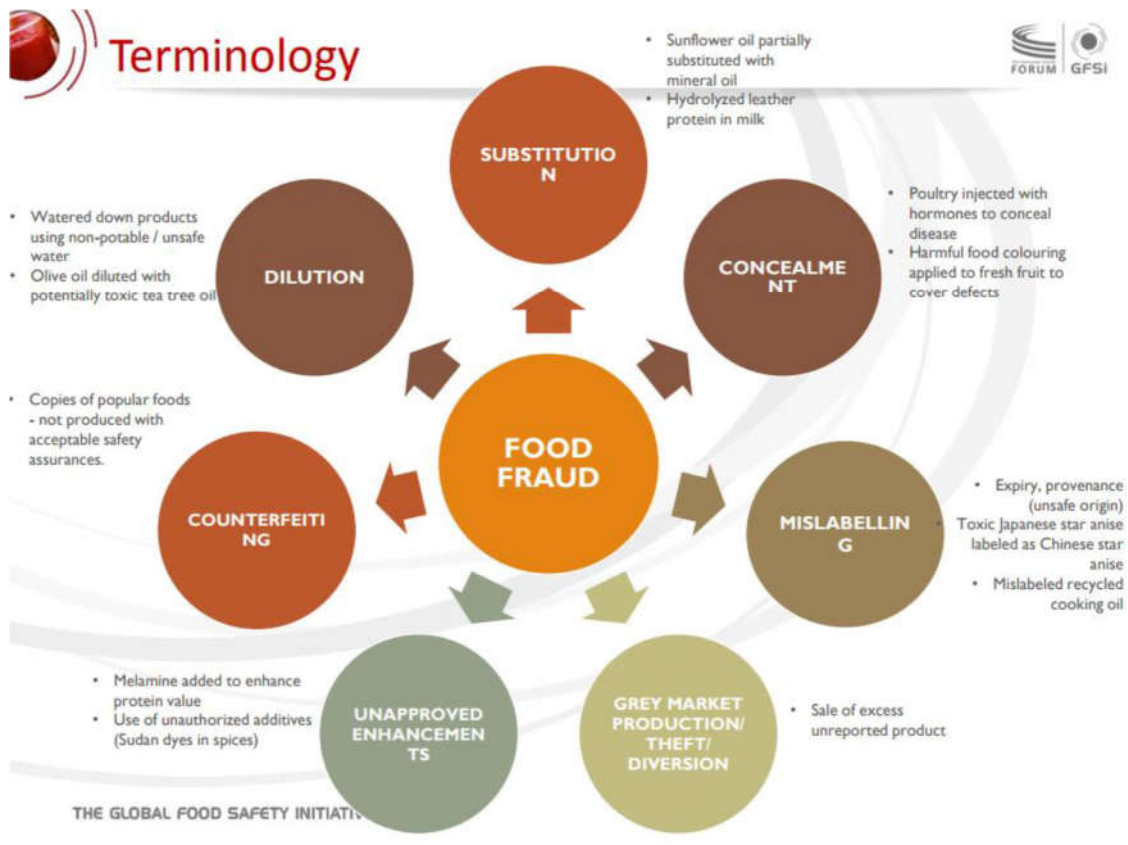 Terminology
FORUM
GFSI
• Sunflower oil partially
substituted with
mineral oil
• Hydrolyzed leather
protein in milk
SUBSTITUTIO
N
• Poultry injected with
hormones to conceal
disease
• Harmful food colouring
applied to fresh fruit to
cover defects
CONCEALME
NT
• Watered down products
using non-potable / unsafe
water
• Olive oil diluted with
potentially toxic tea tree oil
DILUTION
FOOD
FRAUD
• Copies of popular foods
- not produced with
acceptable safety
assurances.
COUNTERFEITI
NG
MISLABELLIN
G
• Expiry, provenance
(unsafe origin)
• Toxic Japanese star anise
labeled as Chinese star
anise
• Mislabeled recycled
cooking oil
• Melamine added to enhance
protein value
• Use of unauthorized additives
(Sudan dyes in spices)
UNAPPROVED
ENHANCEMEN
TS
GREY MARKET
PRODUCTION/
THEFT/
DIVERSION
• Sale of excess
unreported product
THE GLOBAL FOOD SAFETY INITIATIV